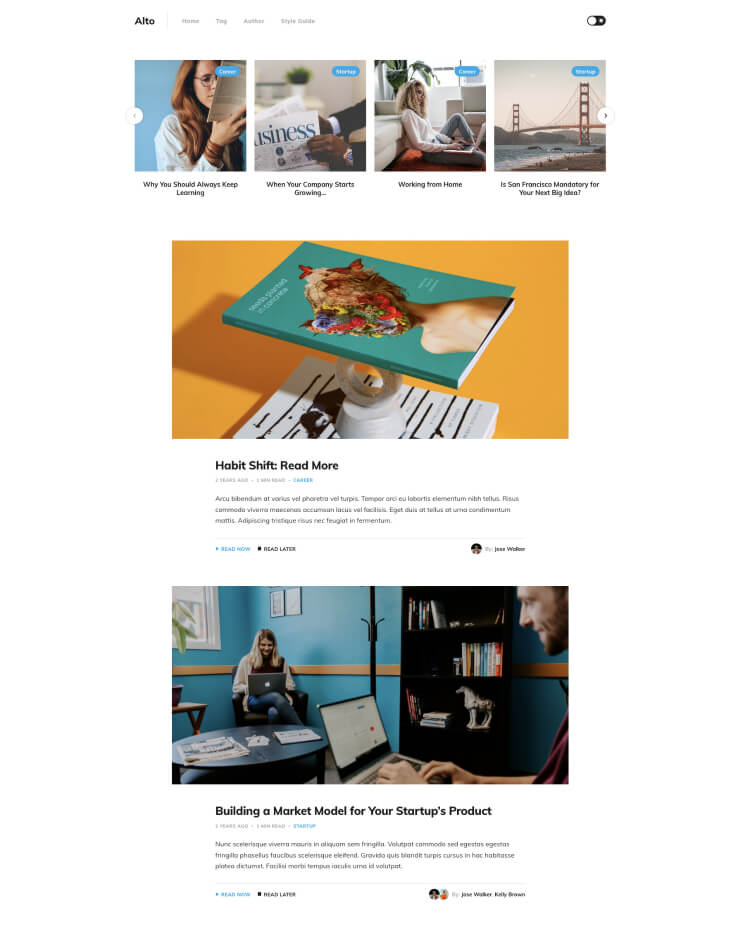 Alto
Home Tag Author Style Guide
Career
Startup
Career
Startup
usiness
Why You Should Always Keep
Learning
When Your Company Starts
Growing...
Working from Home
Is San Francisco Mandatory for
Your Next Big Idea?
seeds planted
in concrete
Habit Shift: Read More
2 YEARS AGO • 1 MIN READ • CAREER
Arcu bibendum at varius vel pharetra vel turpis. Tempor orci eu lobortis elementum nibh tellus. Risus
commodo viverra maecenas accumsan lacus vel facilisis. Eget duis at tellus at urna condimentum
mattis. Adipiscing tristique risus nec feugiat in fermentum.
READ NOW READ LATER
By: Jose Walker
Building a Market Model for Your Startup's Product
2 YEARS AGO • 1 MIN READ • STARTUP
Nunc scelerisque viverra mauris in aliquam sem fringilla. Volutpat commodo sed egestas egestas
fringilla phasellus faucibus scelerisque eleifend. Gravida quis blandit turpis cursus in hac habitasse
platea dictumst. Facilisi morbi tempus iaculis urna id volutpat.
READ NOW READ LATER
By: Jose Walker, Kelly Brown